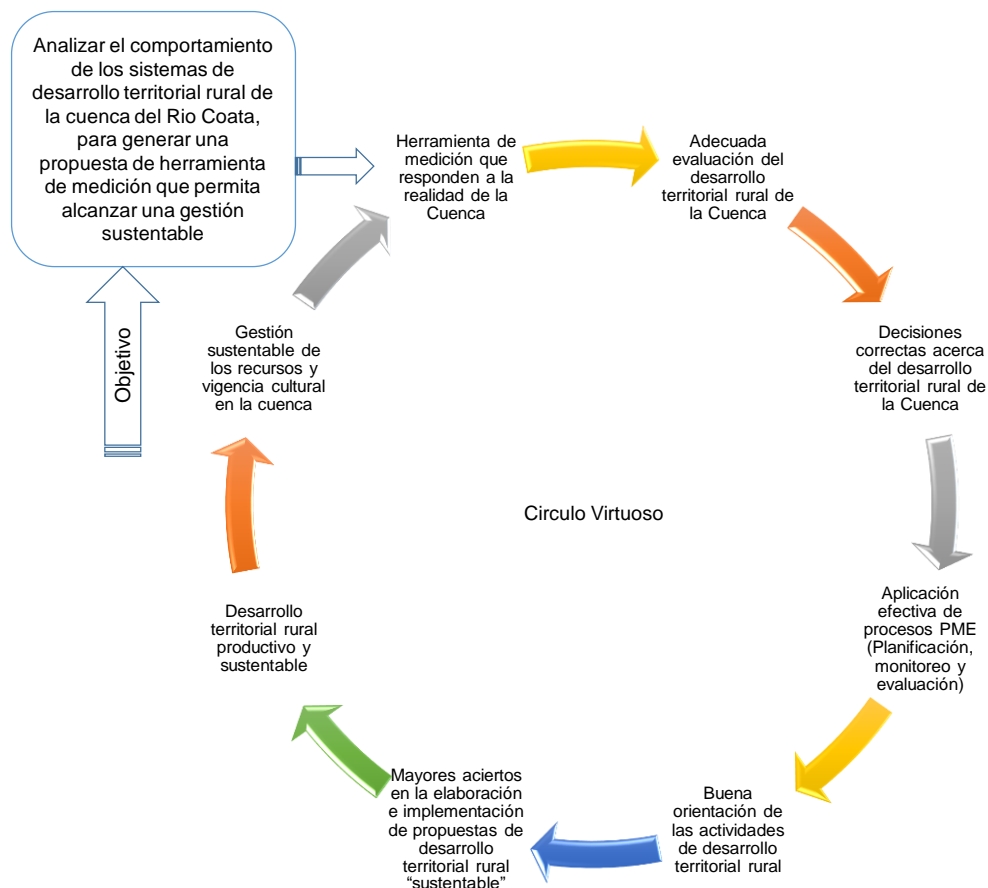 Analizar el comportamiento
de los sistemas de
desarrollo territorial rural de
la cuenca del Rio Coata,
para generar una
propuesta de herramienta
de medición que permita
alcanzar una gestión
sustentable
Objetivo
Herramienta de
medición que
responden a la
realidad de la
Cuenca
Adecuada
evaluación del
desarrollo
territorial rural de
la Cuenca
Decisiones
correctas acerca
del desarrollo
territorial rural de
la Cuenca
Aplicación
efectiva de
procesos PME
(Planificación,
monitoreo y
evaluación)
Buena
orientación de
las actividades
de desarrollo
territorial rural
Mayores aciertos
en la elaboración
e implementación
de propuestas de
desarrollo
territorial rural
“sustentable”
Desarrollo
territorial rural
productivo y
sustentable
Gestión
sustentable de
los recursos y
vigencia cultural
en la cuenca
Circulo Virtuoso